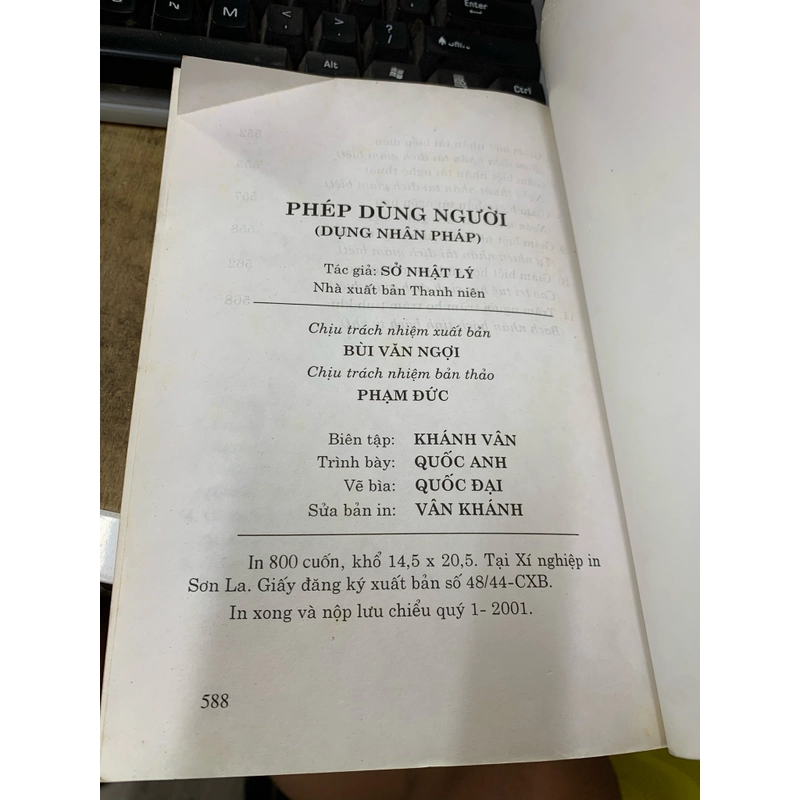 PHÉP DÙNG NGƯỜI
(DỤNG NHÂN PHÁP)
Tác giả: SỞ NHẬT LÝ
Nhà xuất bản Thanh niên
Chịu trách nhiệm xuất bản
BÙI VĂN NGỢI
Chịu trách nhiệm bản thảo
PHẠM ĐỨC
Biên tập: KHÁNH VÂN
Trình bày: QUỐC ANH
Vẽ bìa: QUỐC ĐẠI
Sửa bản in: VÂN KHÁNH
In 800 cuốn, khổ 14,5 x 20,5. Tại Xí nghiệp in
Sơn La. Giấy đăng ký xuất bản số 48/44-CXB.
In xong và nộp lưu chiểu quý 1- 2001.
588
Enter
Shift
Alt
Ctrl
N
M